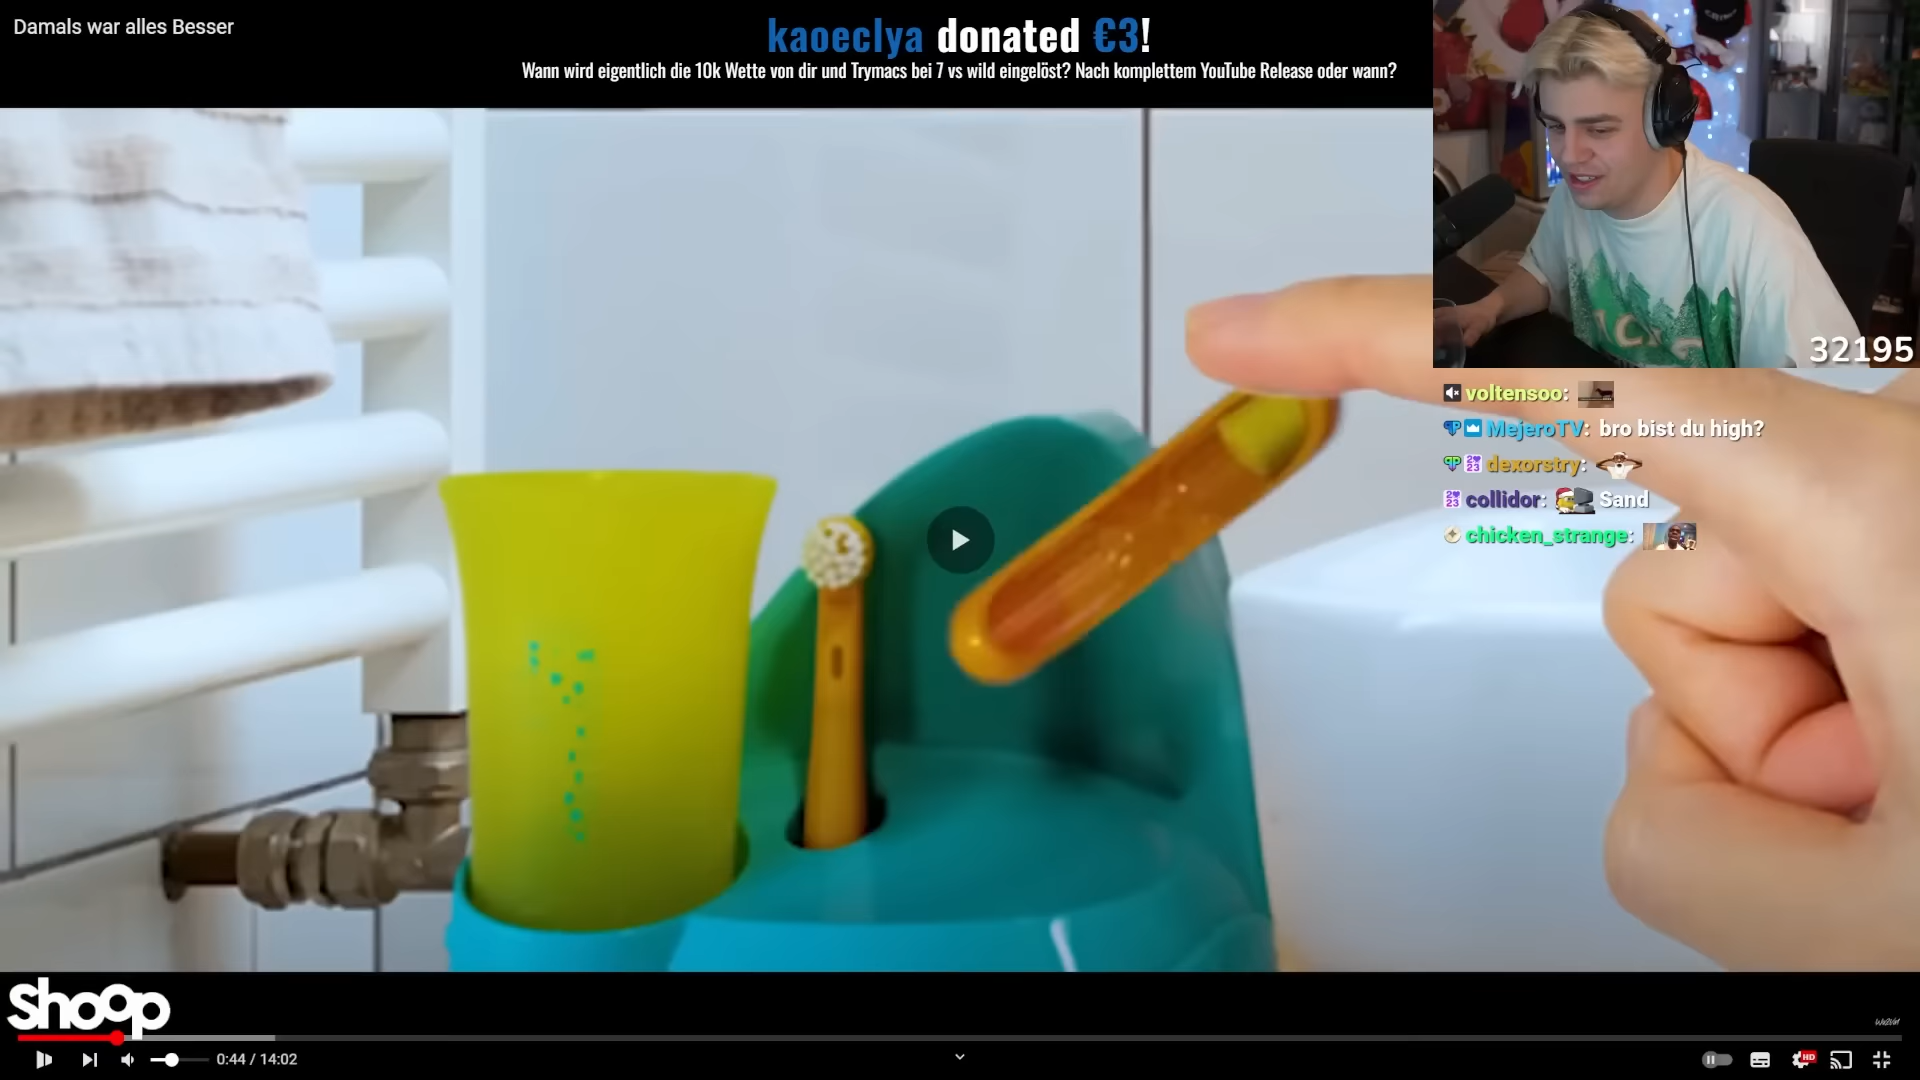 Damals war alles Besser
kaoeclya donated €3!
Wann wird eigentlich die 10k Wette von dir und Trymacs bei 7 vs wild eingelöst? Nach komplettem YouTube Release oder wann?
32195
voltensoo:
MejeroTV: bro bist du high?
dexorstry:
collidor: Sand
chicken_strange:
Shoop
0:44 / 14:02
HD